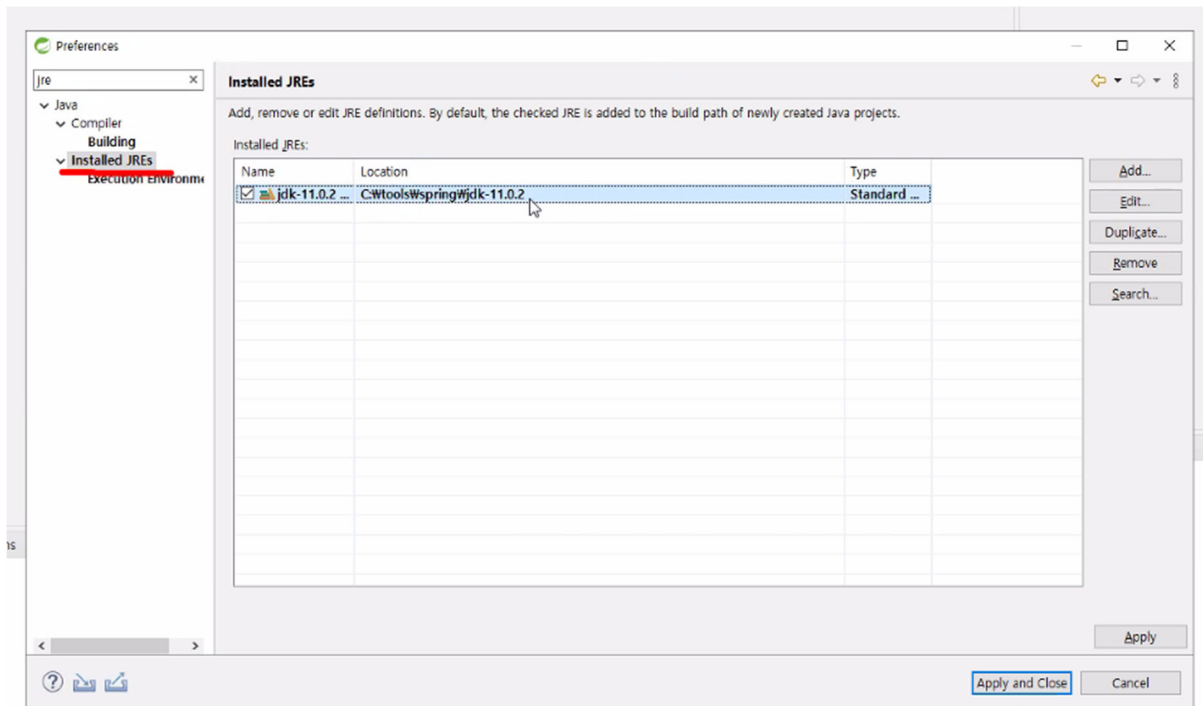 Preferences
jre
Installed JREs
Java
Compiler
Building
Installed JREs
Execution Environme
Add, remove or edit JRE definitions. By default, the checked JRE is added to the build path of newly created Java projects.
Installed JREs:
Name Location Type
jdk-11.0.2 ... C:₩tools₩spring₩jdk-11.0.2 Standard ...
Add...
Edit...
Duplicate...
Remove
Search...
ns
Apply
Apply and Close Cancel